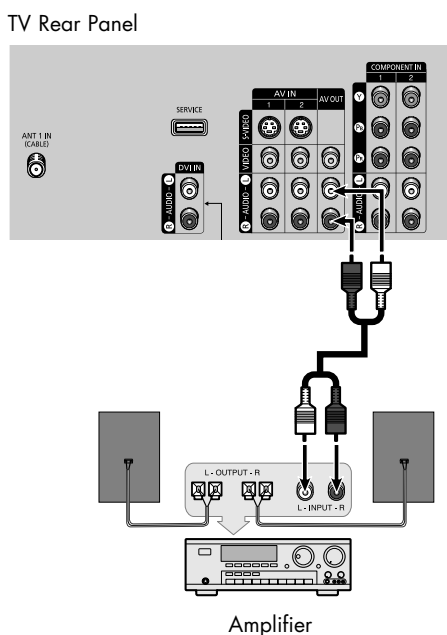 TV Rear Panel
COMPONENT IN
1 2
AV IN
1 2
AV OUT
SERVICE
S-VIDEO
Y
ANT 1 IN
(CABLE)
VIDEO
PB
PR
DVI IN
R - AUDIO - L
R - AUDIO - L
R - AUDIO - L
L - OUTPUT - R
L - INPUT - R
Amplifier